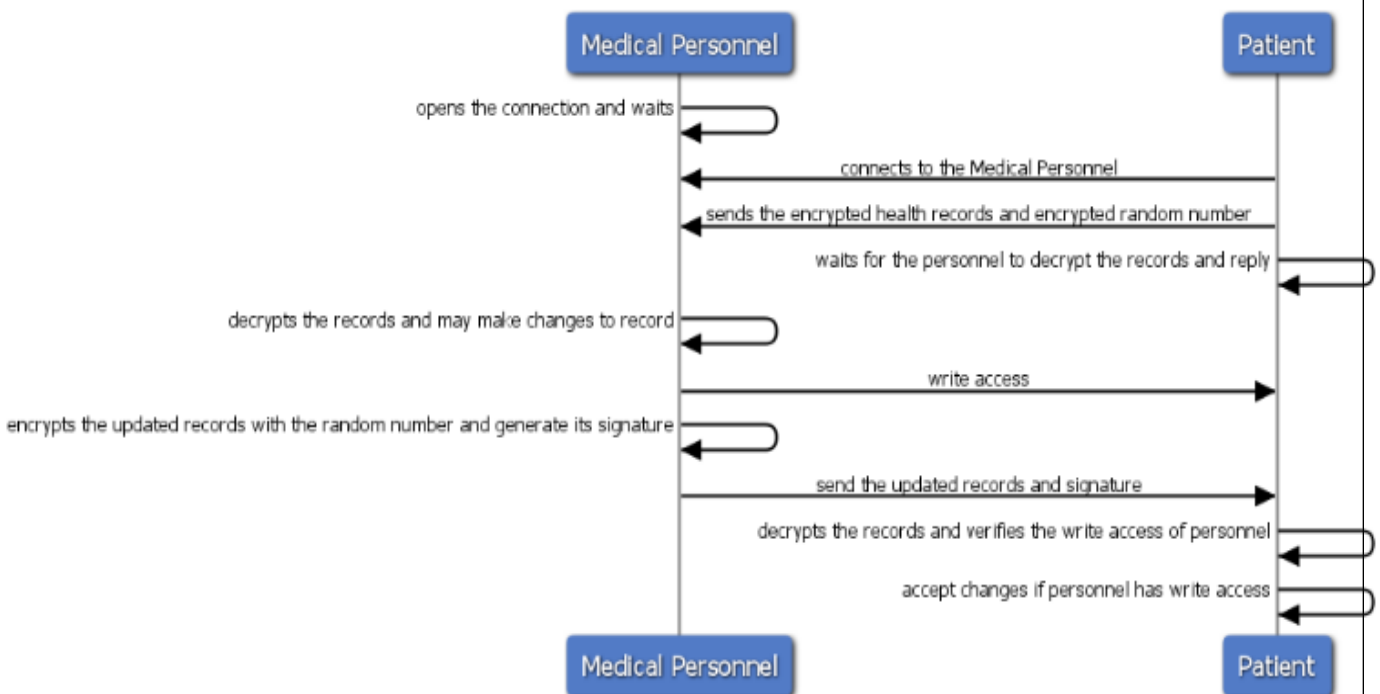 Medical Personnel
Patient
opens the connection and waits
connects to the Medical Personnel
sends the encrypted health records and encrypted random number
waits for the personnel to decrypt the records and reply
decrypts the records and may make changes to record
write access
encrypts the updated records with the random number and generate its signature
send the updated records and signature
decrypts the records and verifies the write access of personnel
accept changes if personnel has write access
Medical Personnel
Patient